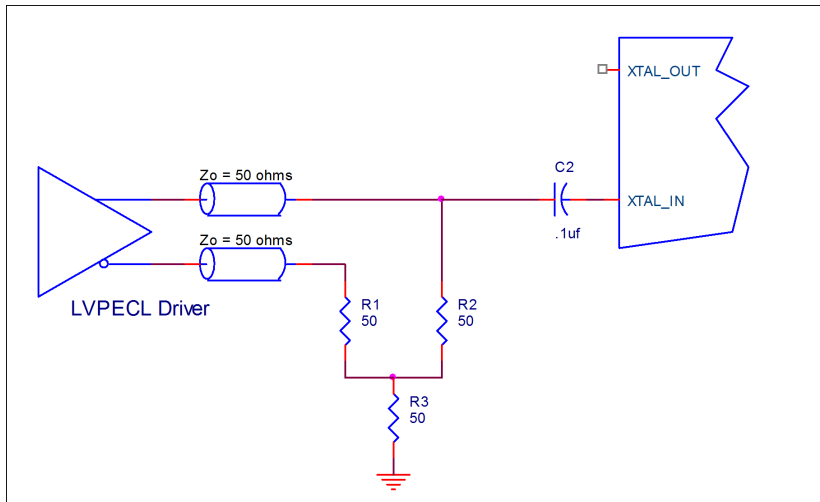 XTAL_OUT
Zo = 50 ohms
C2
XTAL_IN
.1uf
Zo = 50 ohms
LVPECL Driver
R1
50
R2
50
R3
50